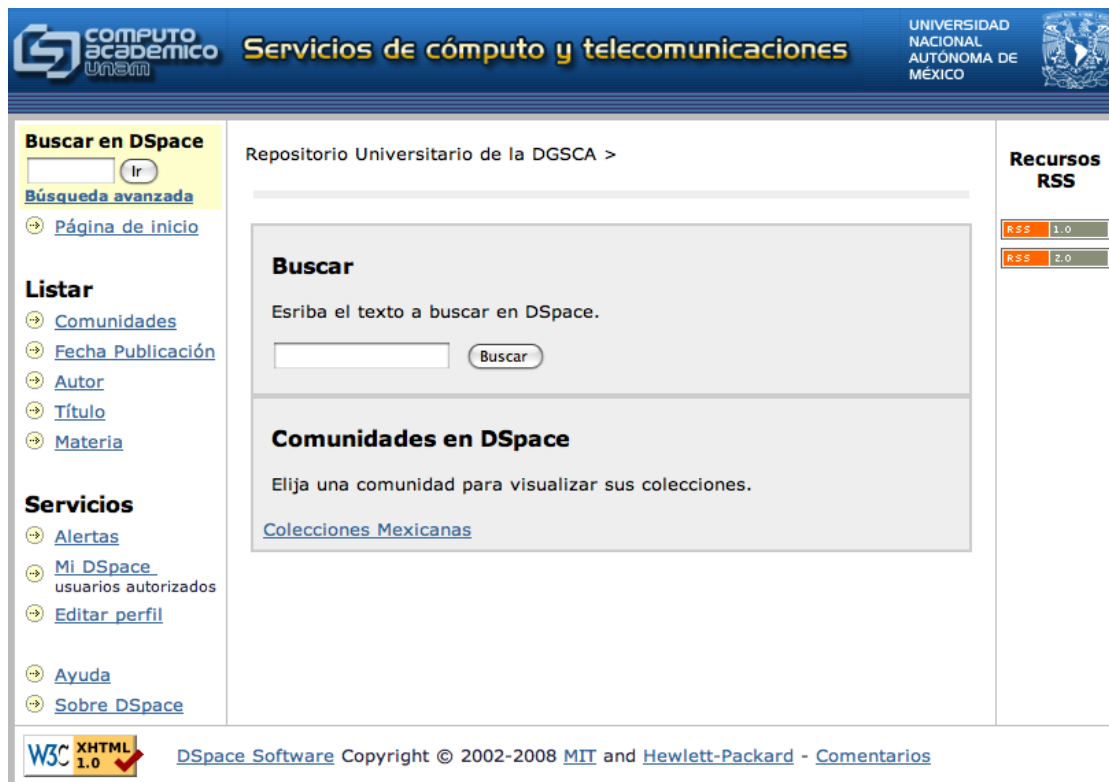 COMPUTO
academico
unam
Servicios de cómputo y telecomunicaciones
UNIVERSIDAD
NACIONAL
AUTÓNOMA DE
MÉXICO
Buscar en DSpace
Ir
Búsqueda avanzada
Página de inicio
Listar
Comunidades
Fecha Publicación
Autor
Título
Materia
Servicios
Alertas
Mi DSpace
usuarios autorizados
Editar perfil
Ayuda
Sobre DSpace
Repositorio Universitario de la DGSCA >
Buscar
Esriba el texto a buscar en DSpace.
Buscar
Comunidades en DSpace
Elija una comunidad para visualizar sus colecciones.
Colecciones Mexicanas
Recursos
RSS
RSS 1.0
RSS 2.0
W3C XHTML
1.0
DSpace Software Copyright © 2002-2008 MIT and Hewlett-Packard - Comentarios